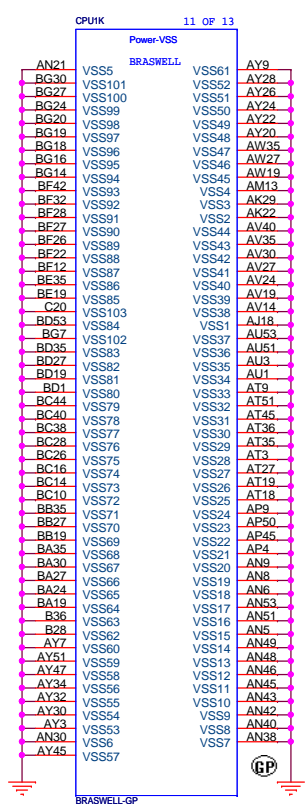 CPU1K 11 OF 13
Power-VSS
BRASWELL
AN21 VSS5 VSS61 AY9
BG30 VSS101 VSS52 AY28
BG27 VSS100 VSS51 AY26
BG24 VSS99 VSS50 AY24
BG20 VSS98 VSS49 AY22
BG19 VSS97 VSS48 AY20
BG18 VSS96 VSS47 AW35
BG16 VSS95 VSS46 AW27
BG14 VSS94 VSS45 AW19
BF42 VSS93 VSS4 AM13
BF32 VSS92 VSS3 AK29
BF28 VSS91 VSS2 AK22
BF27 VSS90 VSS44 AV40
BF26 VSS89 VSS43 AV35
BF22 VSS88 VSS42 AV30
BF12 VSS87 VSS41 AV27
BE35 VSS86 VSS40 AV24
BE19 VSS85 VSS39 AV19
C20 VSS103 VSS38 AV14
BD53 VSS84 VSS1 AJ18
BG7 VSS102 VSS37 AU53
BD35 VSS83 VSS36 AU51
BD27 VSS82 VSS35 AU3
BD19 VSS81 VSS34 AU1
BD1 VSS80 VSS33 AT9
BC44 VSS79 VSS32 AT51
BC40 VSS78 VSS31 AT45
BC38 VSS77 VSS30 AT36
BC28 VSS76 VSS29 AT35
BC26 VSS75 VSS28 AT3
BC16 VSS74 VSS27 AT27
BC14 VSS73 VSS26 AT19
BC10 VSS72 VSS25 AT18
BB35 VSS71 VSS24 AP9
BB27 VSS70 VSS23 AP50
BB19 VSS69 VSS22 AP45
BA35 VSS68 VSS21 AP4
BA30 VSS67 VSS20 AN9
BA27 VSS66 VSS19 AN8
BA24 VSS65 VSS18 AN6
BA19 VSS64 VSS17 AN53
B36 VSS63 VSS16 AN51
B28 VSS62 VSS15 AN5
AY7 VSS60 VSS14 AN49
AY51 VSS59 VSS13 AN48
AY47 VSS58 VSS12 AN46
AY34 VSS56 VSS11 AN45
AY32 VSS55 VSS10 AN43
AY30 VSS54 VSS9 AN42
AY3 VSS53 VSS8 AN40
AN30 VSS6 VSS7 AN38
AY45 VSS57
GP
BRASWELL-GP